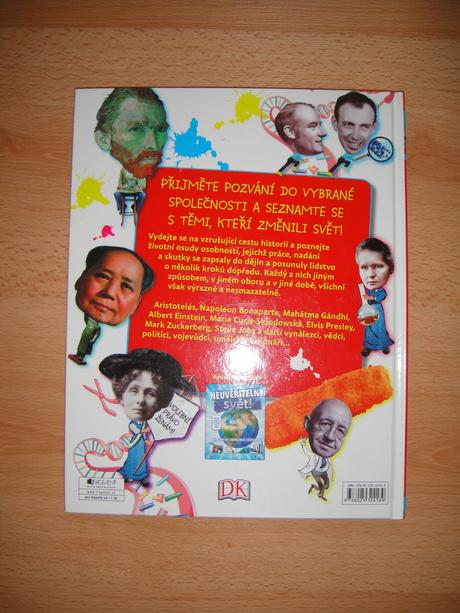 PŘIJMĚTE POZVÁNÍ DO VYBRANÉ
SPOLEČNOSTI A SEZNAMTE SE
S TĚMI, KTEŘÍ ZMĚNILI SVĚT!
Vydejte se na vzrušující cestu historií a poznejte
životní osudy osobností, jejichž práce, nadání
a skutky se zapsaly do dějin a posunuly lidstvo
o několik kroků dopředu. Každý z nich jiným
způsobem, v jiném oboru a v jiné době, všichni
však výrazně a nesmazatelně.
Aristotelés, Napoleon Bonaparte, Mahátma Gándhí,
Albert Einstein, Marie Curie-Skłodowská, Elvis Presley,
Mark Zuckerberg, Steve Jobs a další vynálezci, vědci,
politici, vojevůdci, umělci a vizionáři...
VOLEBNÍ
PRÁVO
ŽENÁM!
NEUVĚŘITELNÝ
svět!
DK